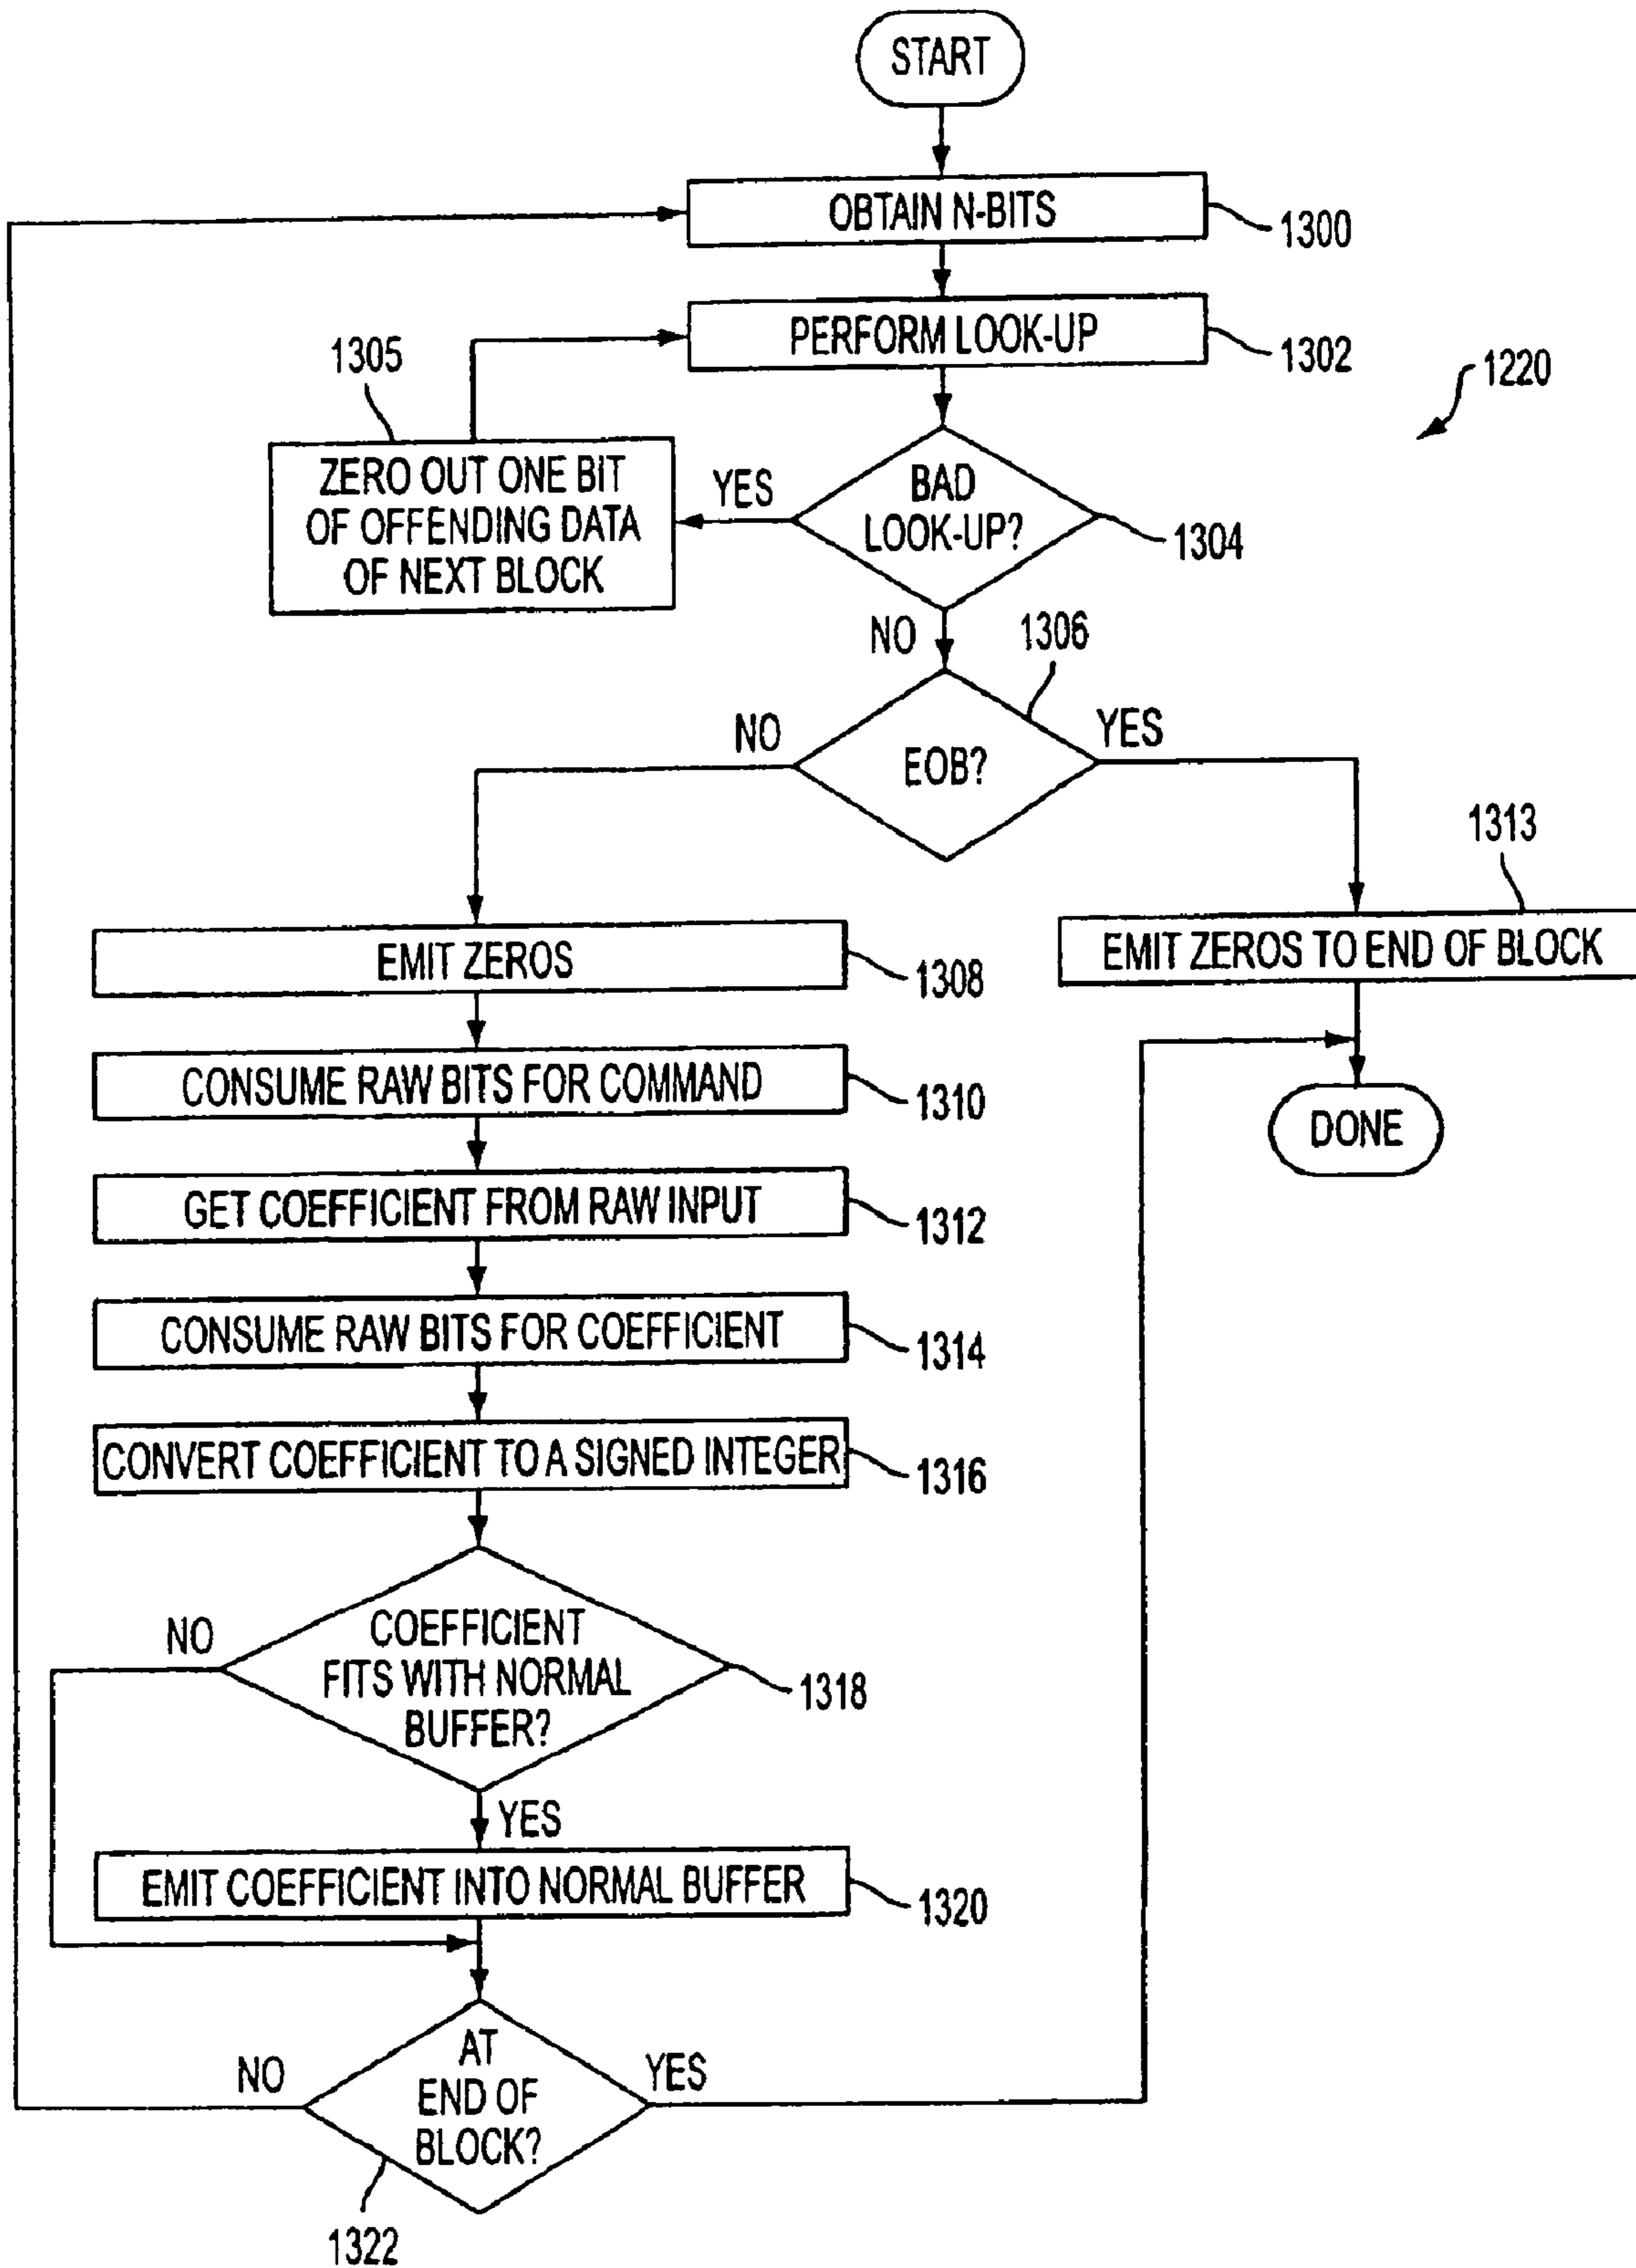 START
OBTAIN N-BITS
1300
PERFORM LOOK-UP
1302
1220
1305
ZERO OUT ONE BIT
OF OFFENDING DATA
OF NEXT BLOCK
YES
BAD
LOOK-UP?
1304
NO
1306
NO
EOB?
YES
1313
EMIT ZEROS
1308
EMIT ZEROS TO END OF BLOCK
CONSUME RAW BITS FOR COMMAND
1310
DONE
GET COEFFICIENT FROM RAW INPUT
1312
CONSUME RAW BITS FOR COEFFICIENT
1314
CONVERT COEFFICIENT TO A SIGNED INTEGER
1316
NO
COEFFICIENT
FITS WITH NORMAL
BUFFER?
1318
YES
EMIT COEFFICIENT INTO NORMAL BUFFER
1320
NO
AT
END OF
BLOCK?
YES
1322